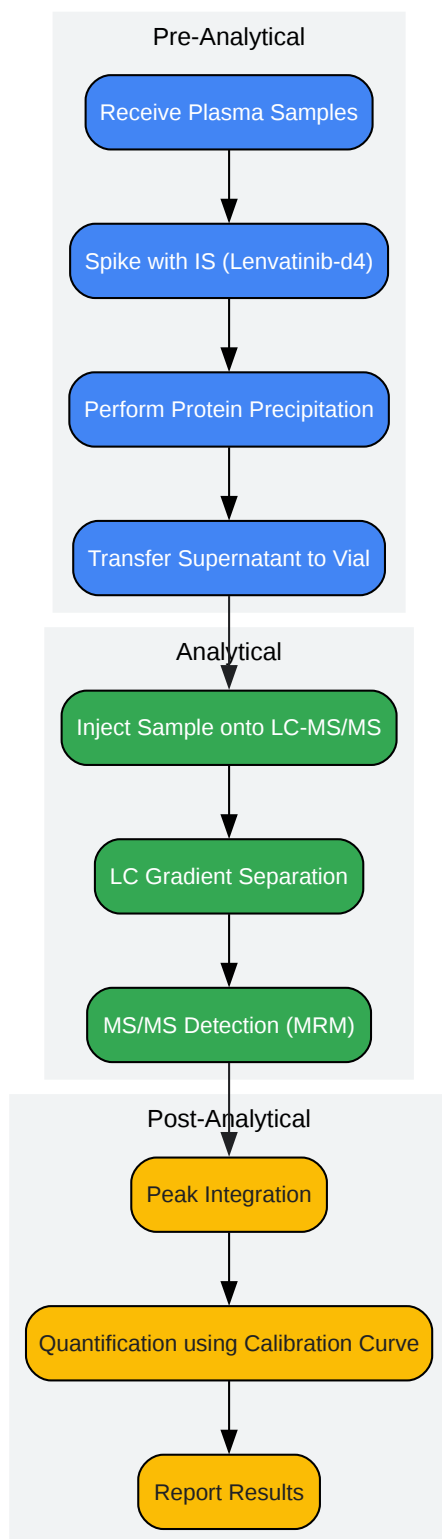 Pre-Analytical
Receive Plasma Samples
Spike with IS (Lenvatinib-d4)
Perform Protein Precipitation
Transfer Supernatant to Vial
Analytical
Inject Sample onto LC-MS/MS
LC Gradient Separation
MS/MS Detection (MRM)
Post-Analytical
Peak Integration
Quantification using Calibration Curve
Report Results